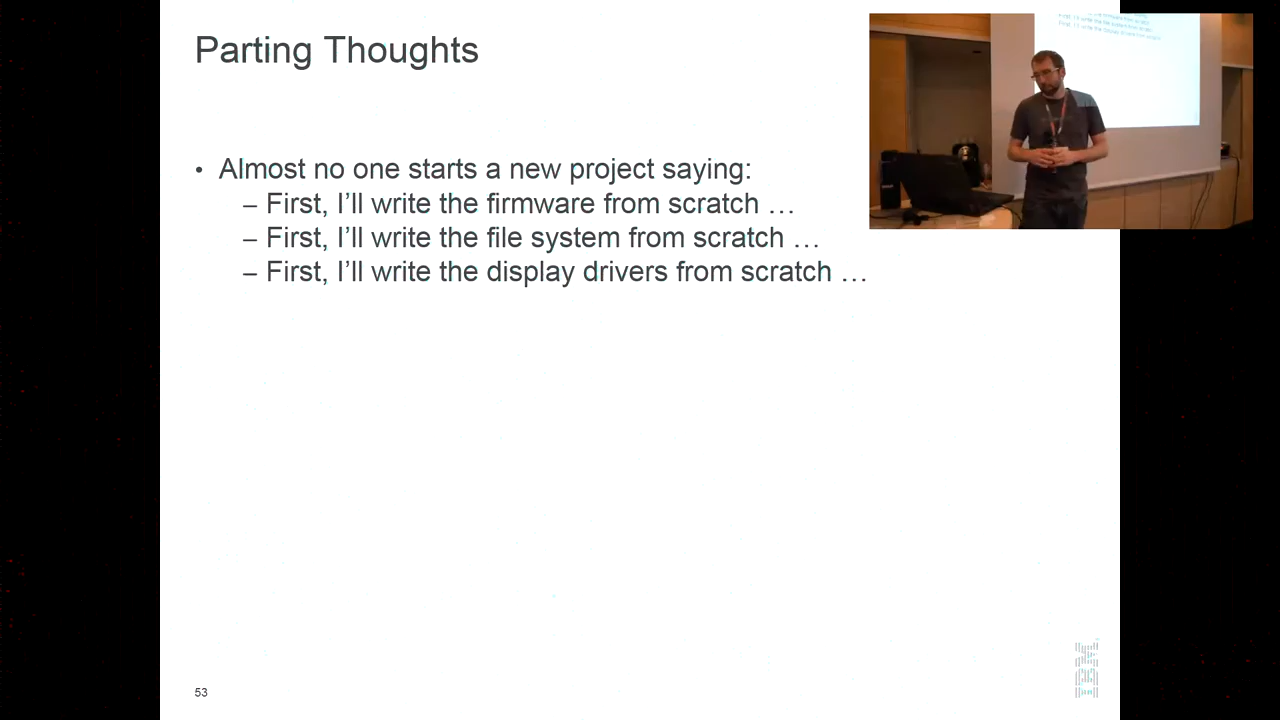 Parting Thoughts
• Almost no one starts a new project saying:
– First, I’ll write the firmware from scratch …
– First, I’ll write the file system from scratch …
– First, I’ll write the display drivers from scratch …
53
IBM